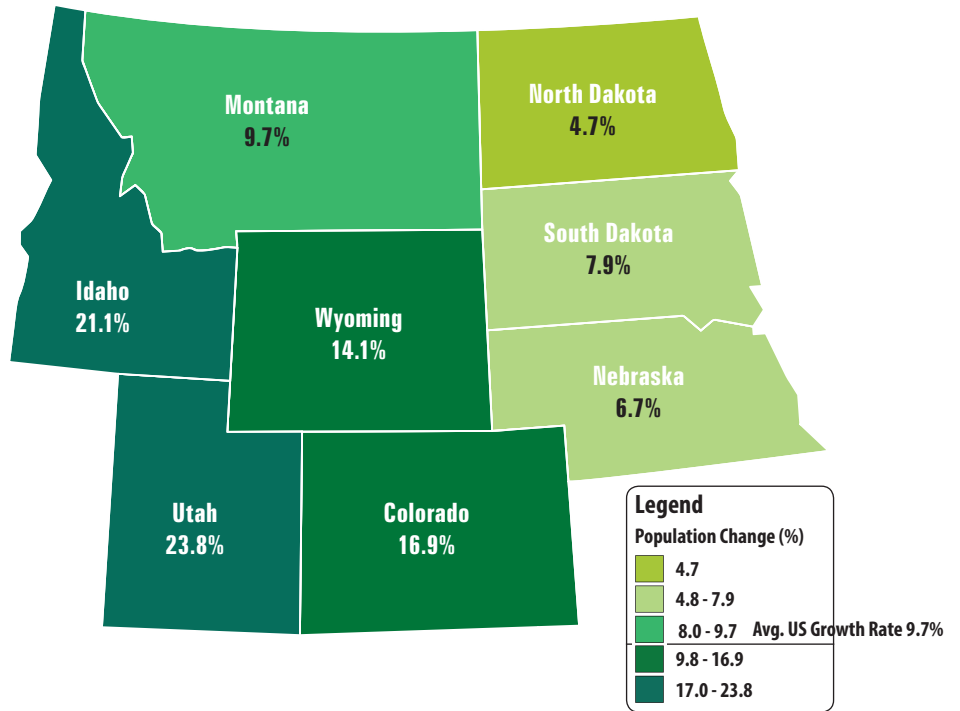 Montana
9.7%
North Dakota
4.7%
South Dakota
7.9%
Idaho
21.1%
Wyoming
14.1%
Nebraska
6.7%
Utah
23.8%
Colorado
16.9%
Legend
Population Change (%)
4.7
4.8 - 7.9
8.0 - 9.7 Avg. US Growth Rate 9.7%
9.8 - 16.9
17.0 - 23.8